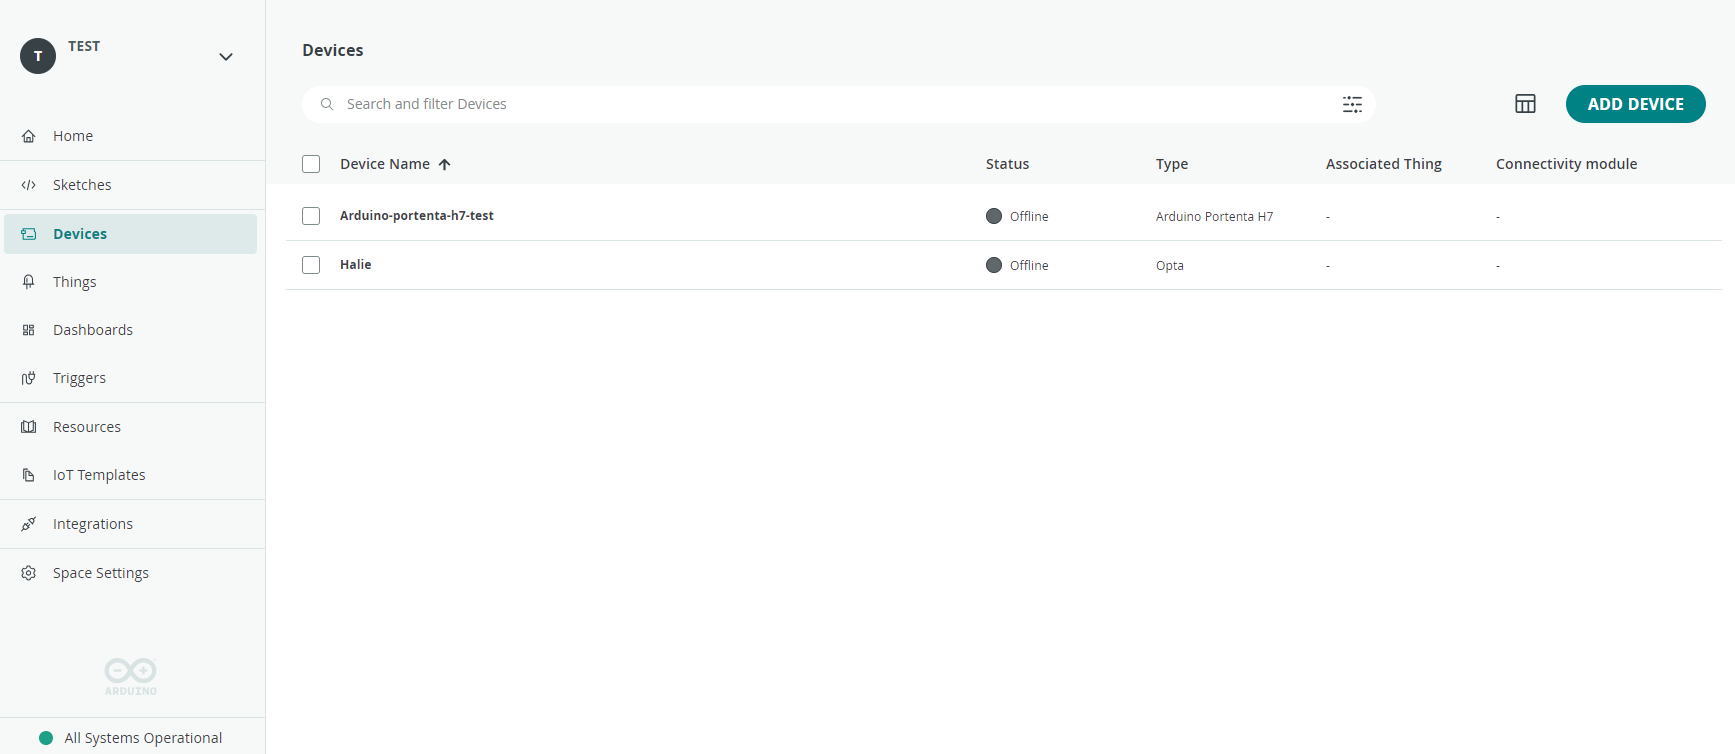 T
TEST
Home
Sketches
Devices
Things
Dashboards
Triggers
Resources
IoT Templates
Integrations
Space Settings
ARDUINO
All Systems Operational
Devices
Search and filter Devices
ADD DEVICE
Device Name Status Type Associated Thing Connectivity module
Arduino-portenta-h7-test Offline Arduino Portenta H7 - -
Halie Offline Opta - -